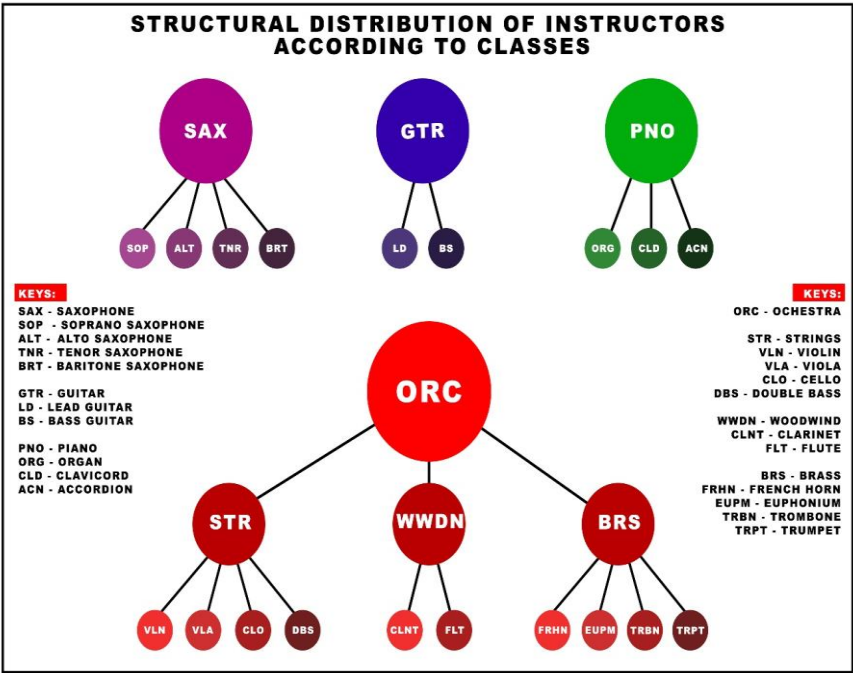 STRUCTURAL DISTRIBUTION OF INSTRUCTORS
ACCORDING TO CLASSES
SAX
GTR
PNO
SOP
ALT
TNR
BRT
LD
BS
ORG
CLD
ACN
KEYS:
SAX - SAXOPHONE
SOP - SOPRANO SAXOPHONE
ALT - ALTO SAXOPHONE
TNR - TENOR SAXOPHONE
BRT - BARITONE SAXOPHONE
GTR - GUITAR
LD - LEAD GUITAR
BS - BASS GUITAR
PNO - PIANO
ORG - ORGAN
CLD - CLAVICORD
ACN - ACCORDION
KEYS:
ORC - OCHESTRA
STR - STRINGS
VLN - VIOLIN
VLA - VIOLA
CLO - CELLO
DBS - DOUBLE BASS
WWDN - WOODWIND
CLNT - CLARINET
FLT - FLUTE
BRS - BRASS
FRHN - FRENCH HORN
EUPM - EUPHONIUM
TRBN - TROMBONE
TRPT - TRUMPET
ORC
STR
WWDN
BRS
VLN
VLA
CLO
DBS
CLNT
FLT
FRHN
EUPM
TRBN
TRPT